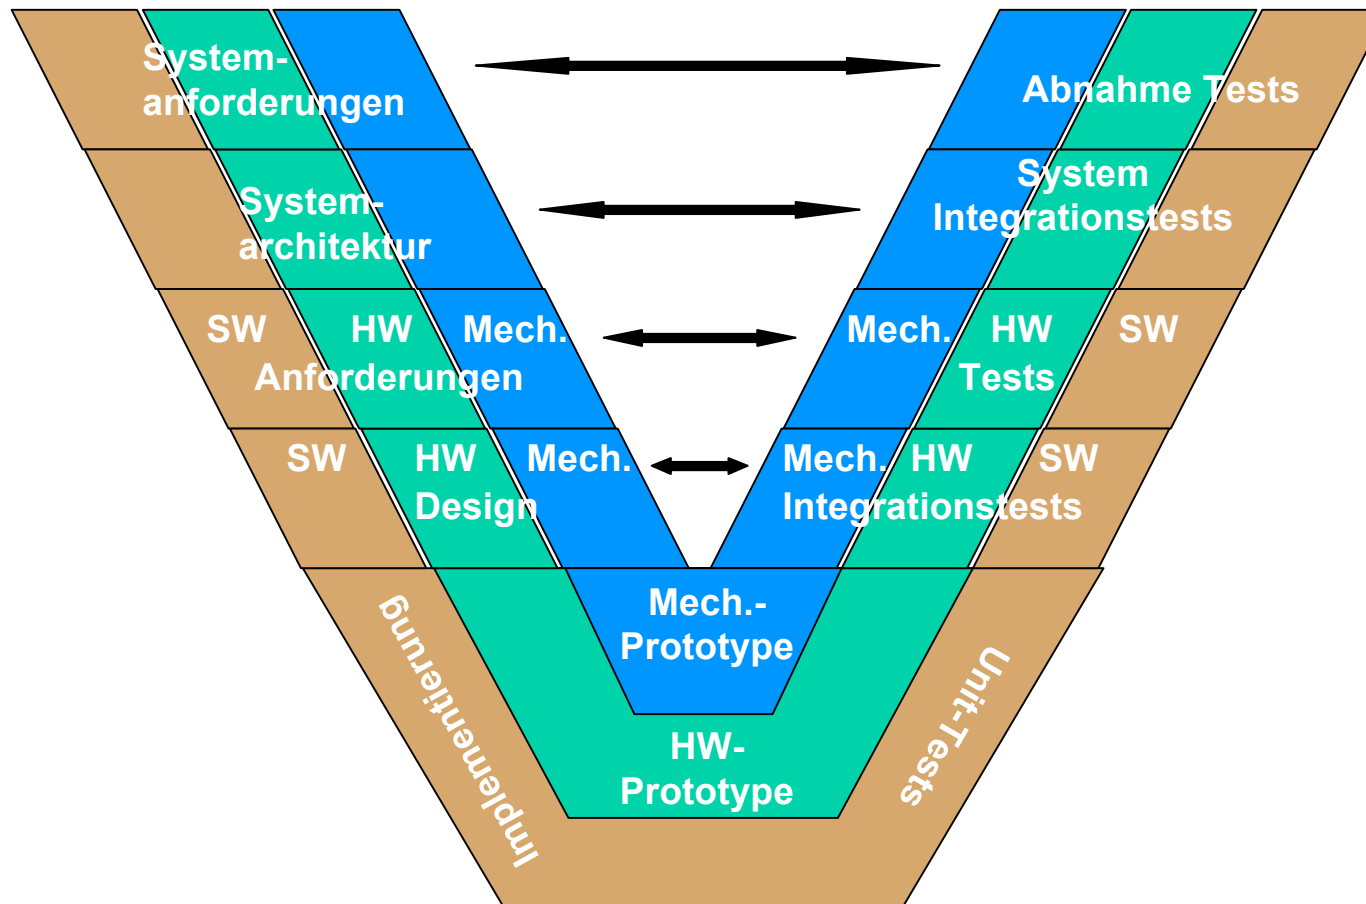 System-
anforderungen
Abnahme Tests
System-
architektur
System
Integrationstests
SW HW Mech.
Anforderungen
Mech. HW SW
Tests
SW HW Mech.
Design
Mech. HW SW
Integrationstests
Implementierung
Mech.-
Prototype
HW-
Prototype
Unit-Tests